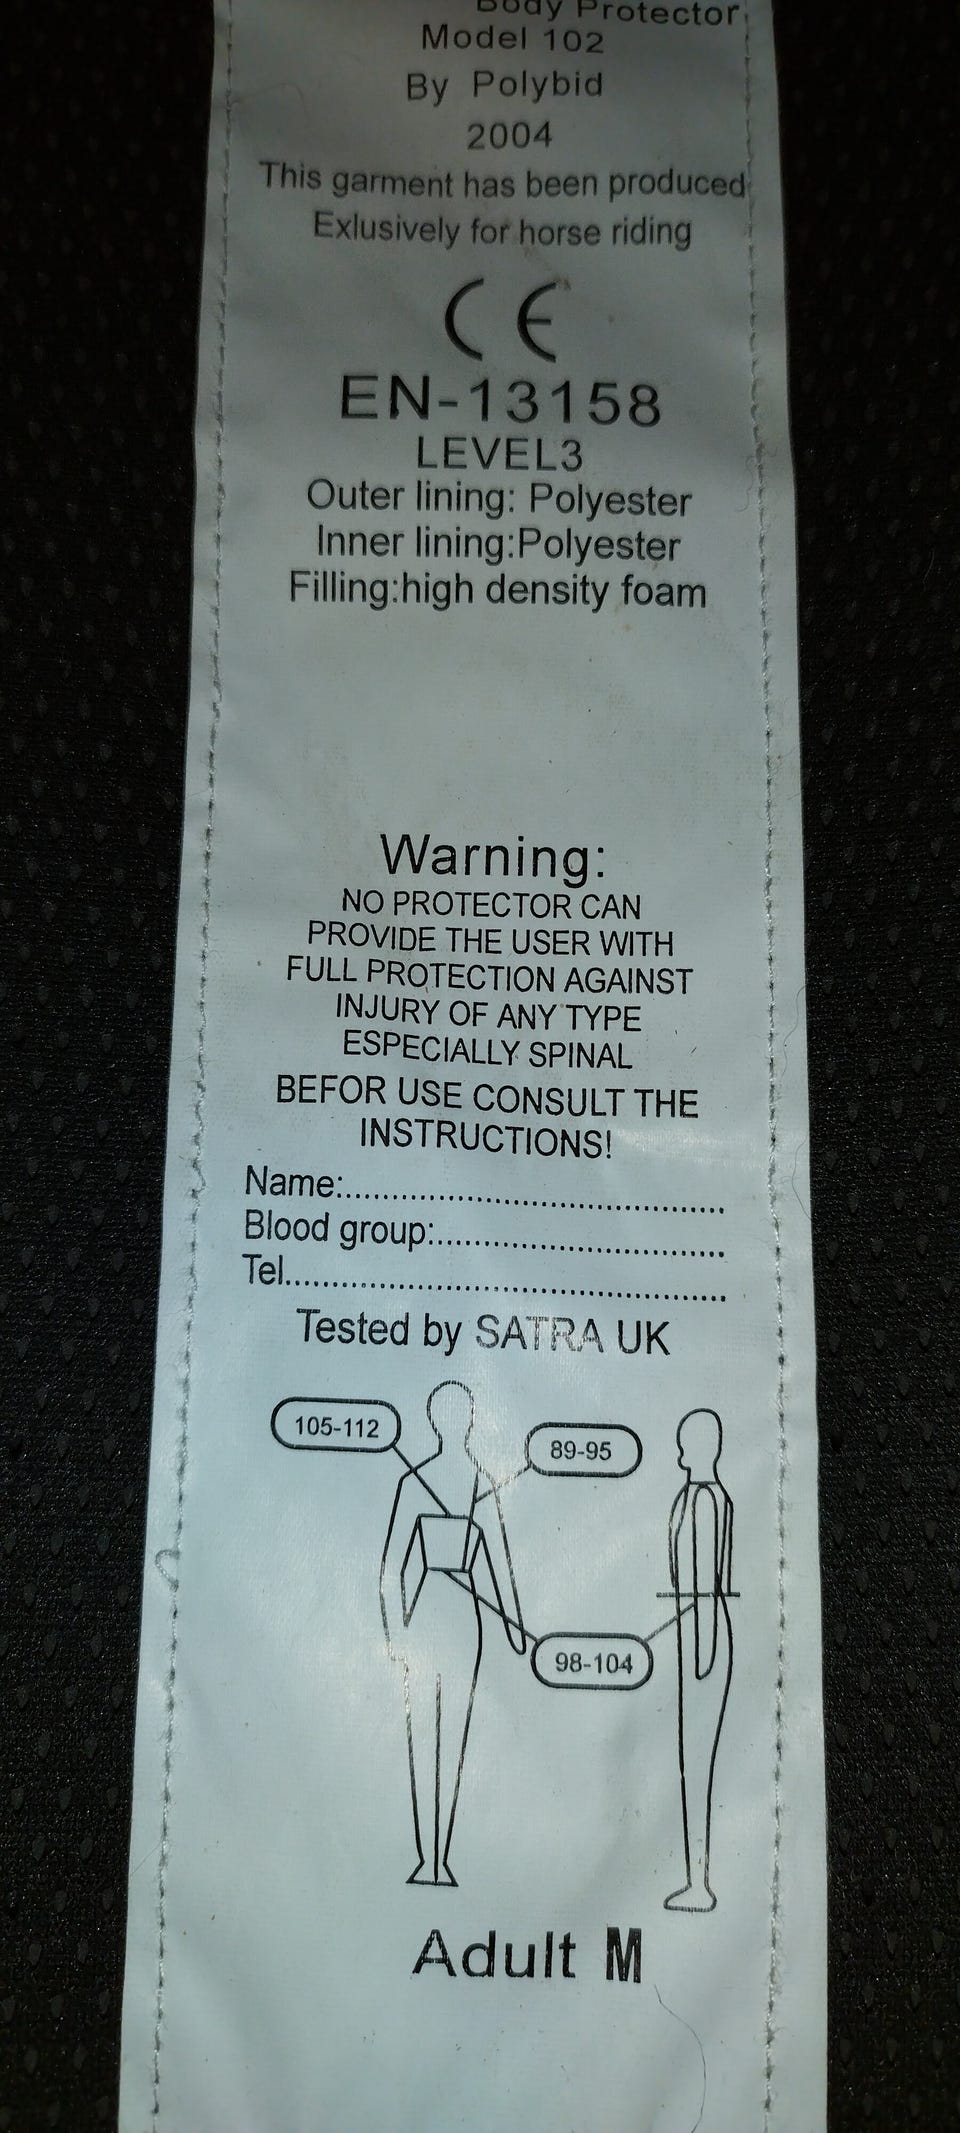 Body Protector
Model 102
By Polybid
2004
This garment has been produced
Exlusively for horse riding
CE
EN-13158
LEVEL3
Outer lining: Polyester
Inner lining:Polyester
Filling:high density foam
Warning:
NO PROTECTOR CAN
PROVIDE THE USER WITH
FULL PROTECTION AGAINST
INJURY OF ANY TYPE
ESPECIALLY SPINAL
BEFOR USE CONSULT THE
INSTRUCTIONS!
Name:........................................
Blood group:..............................
Tel...............................................
Tested by SATRA UK
105-112
89-95
98-104
Adult M